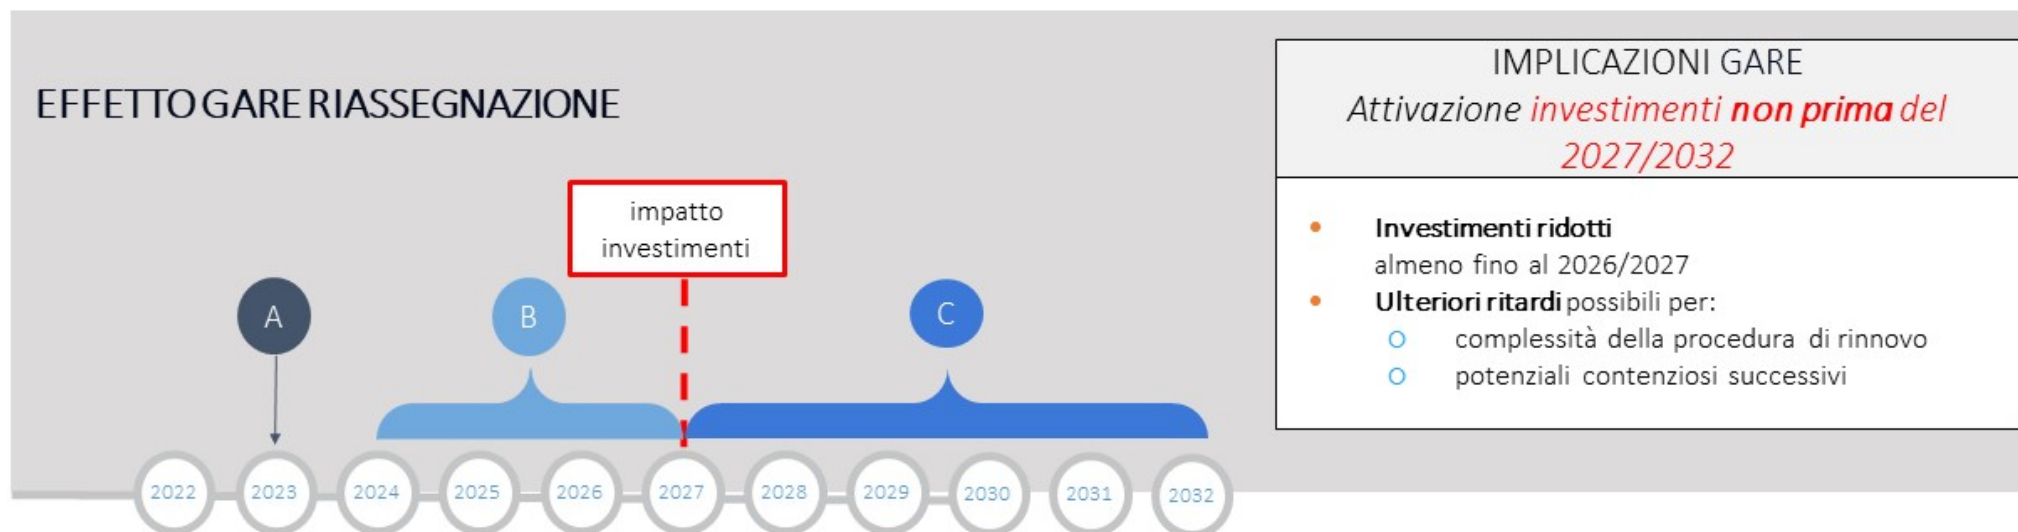 EFFETTO GARE RIASSEGNAZIONE
impatto
investimenti
A
B
C
2022
2023
2024
2025
2026
2027
2028
2029
2030
2031
2032
IMPLICAZIONI GARE
Attivazione investimenti non prima del
2027/2032
• Investimenti ridotti
almeno fino al 2026/2027
• Ulteriori ritardi possibili per:
o complessità della procedura di rinnovo
o potenziali contenziosi successivi